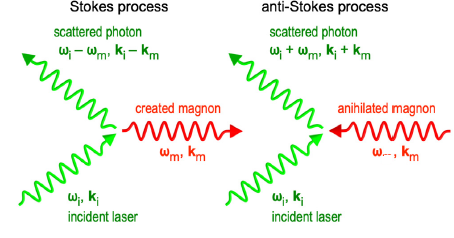 Stokes process
anti-Stokes process
scattered photon
ωi – ωm, ki – km
scattered photon
ωi + ωm, ki + km
created magnon
ωm, km
anihilated magnon
km
ωi, ki
incident laser
ωi, ki
incident laser